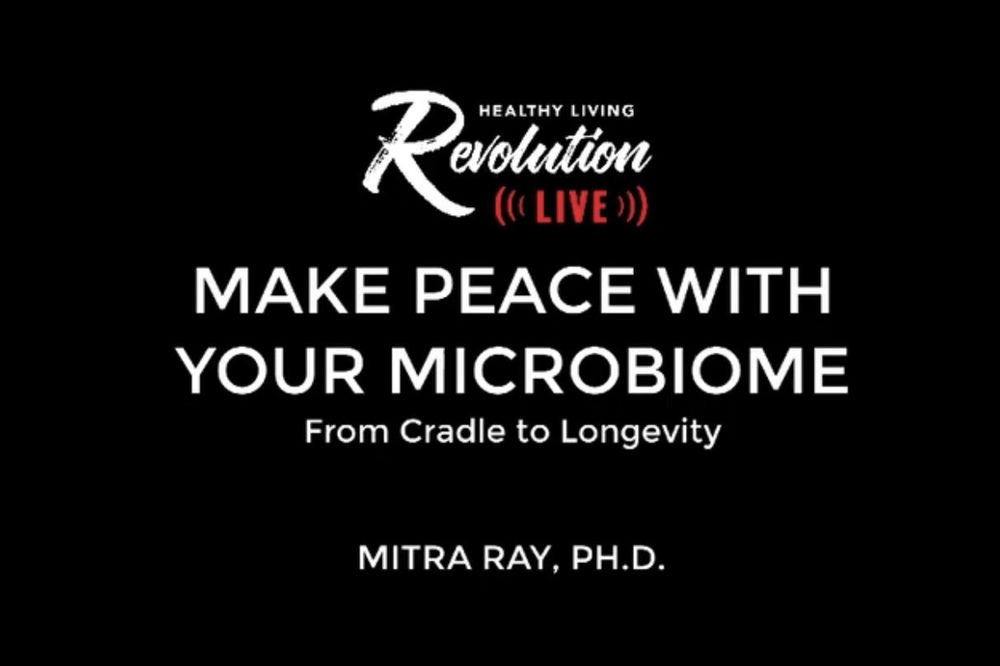 HEALTHY LIVING
Revolution
LIVE
MAKE PEACE WITH
YOUR MICROBIOME
From Cradle to Longevity
MITRA RAY, PH.D.